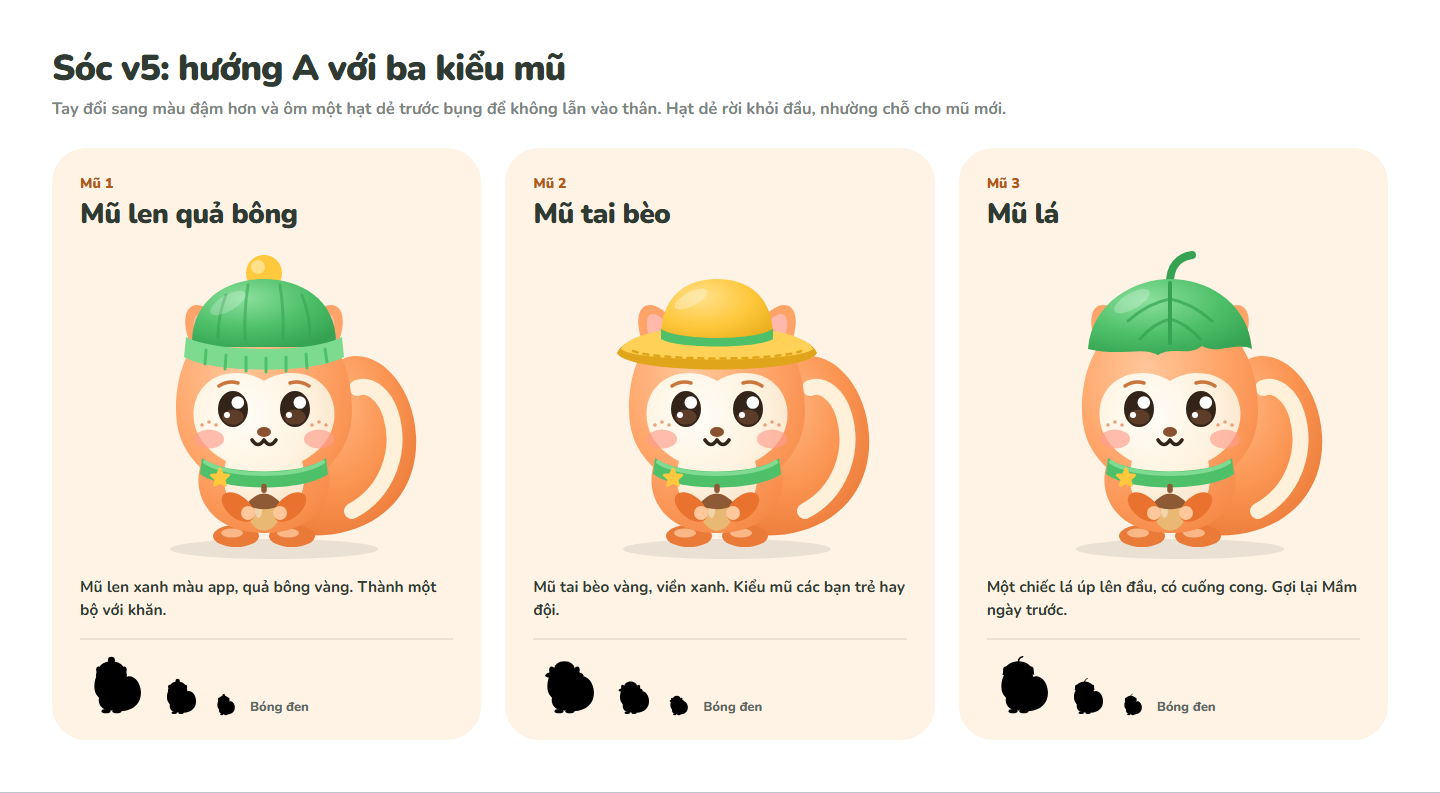 Sóc v5: hướng A với ba kiểu mũ
Tay đổi sang màu đậm hơn và ôm một hạt dẻ trước bụng để không lẫn vào thân. Hạt dẻ rời khỏi đầu, nhường chỗ cho mũ mới.
Mũ 1
Mũ len quả bông
Mũ len xanh màu app, quả bông vàng. Thành một
bộ với khăn.
Bóng đen
Mũ 2
Mũ tai bèo
Mũ tai bèo vàng, viền xanh. Kiểu mũ các bạn trẻ hay
đội.
Bóng đen
Mũ 3
Mũ lá
Một chiếc lá úp lên đầu, có cuống cong. Gợi lại Mầm
ngày trước.
Bóng đen